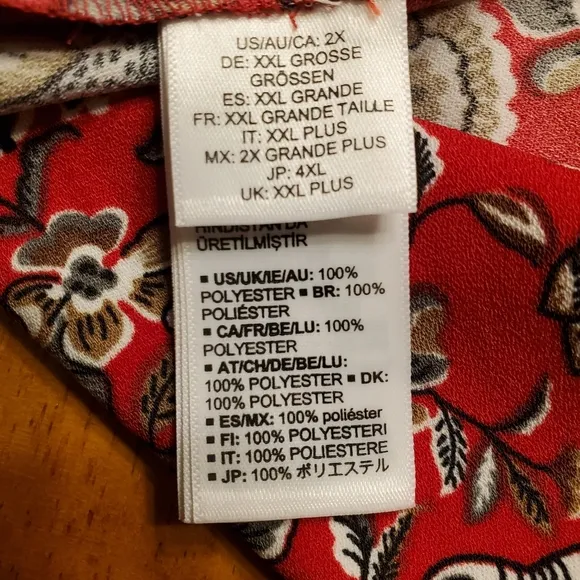 US/AU/CA: 2X
DE: XXL GROSSE
GRÖSSEN
ES: XXL GRANDE
FR: XXL GRANDE TAILLE
IT: XXL PLUS
MX: 2X GRANDE PLUS
JP: 4XL
UK: XXL PLUS
HİNDİSTAN'DA
ÜRETİLMİŞTİR
▪ US/UK/IE/AU: 100%
POLYESTER ▪ BR: 100%
POLIÉSTER
▪ CA/FR/BE/LU: 100%
POLYESTER
▪ AT/CH/DE/BE/LU:
100% POLYESTER ▪ DK:
100% POLYESTER
▪ ES/MX: 100% poliéster
▪ FI: 100% POLYESTERI
▪ IT: 100% POLIESTERE
▪ JP: 100% ポリエステル